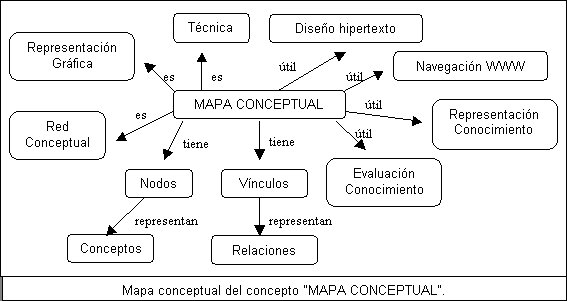 Técnica
Diseño hipertexto
Representación
Gráfica
es
es
útil
útil
Navegación WWW
MAPA CONCEPTUAL
útil
Representación
Conocimiento
Red
Conceptual
es
útil
tiene
tiene
Evaluación
Conocimiento
Nodos
Vínculos
representan
representan
Conceptos
Relaciones
Mapa conceptual del concepto "MAPA CONCEPTUAL".